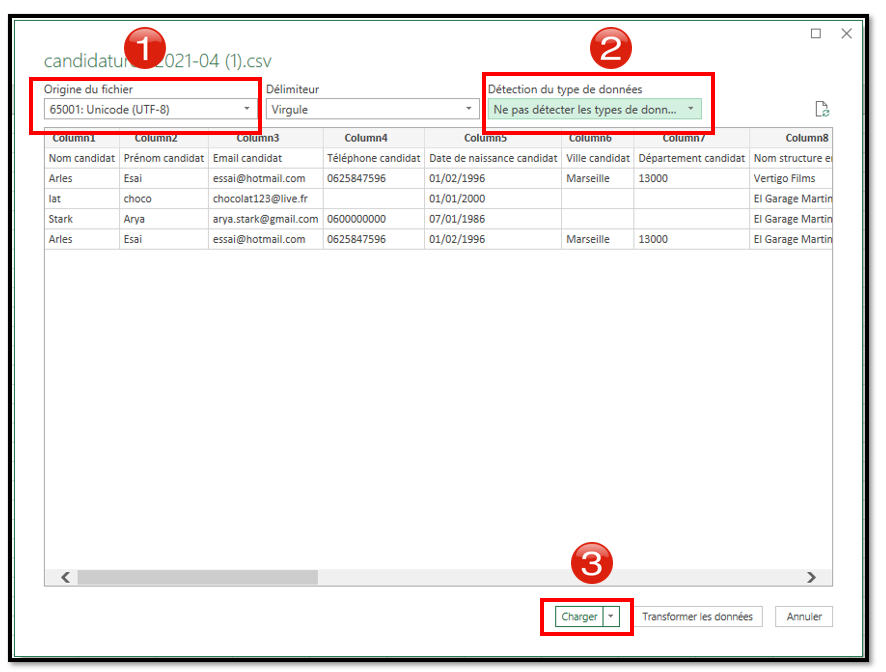 1
2
candidatu 2021-04 (1).csv
Origine du fichier Délimiteur Détection du type de données
65001: Unicode (UTF-8) Virgule Ne pas détecter les types de donn...
Column1 Column2 Column3 Column4 Column5 Column6 Column7 Column8
Nom candidat Prénom candidat Email candidat Téléphone candidat Date de naissance candidat Ville candidat Département candidat Nom structure e
Arles Esai essai@hotmail.com 0625847596 01/02/1996 Marseille 13000 Vertigo Films
lat choco chocolat123@live.fr 01/01/2000 El Garage Martin
Stark Arya arya.stark@gmail.com 0600000000 07/01/1986 El Garage Martin
Arles Esai essai@hotmail.com 0625847596 01/02/1996 Marseille 13000 El Garage Martin
3
Charger Transformer les données Annuler